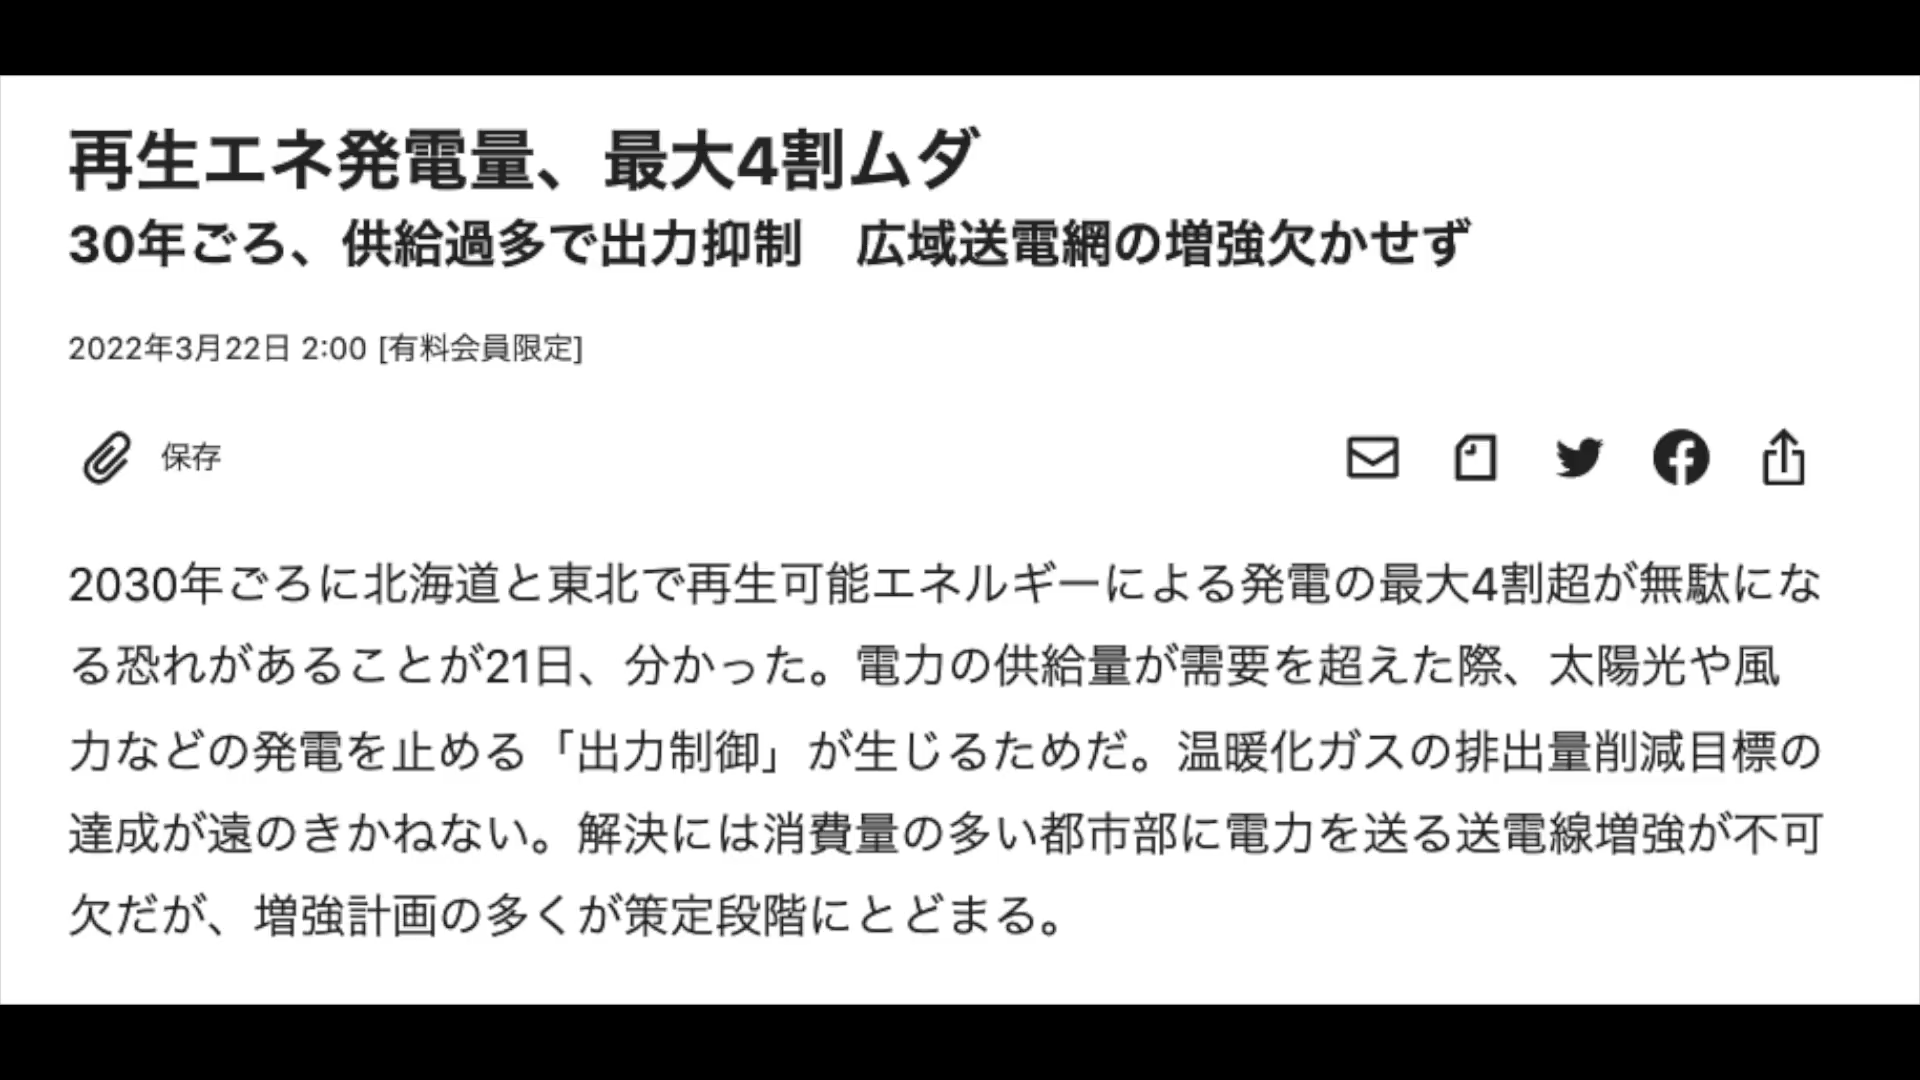 再生エネ発電量、最大4割ムダ
30年ごろ、供給過多で出力抑制　広域送電網の増強欠かせず
2022年3月22日 2:00 [有料会員限定]
保存
2030年ごろに北海道と東北で再生可能エネルギーによる発電の最大4割超が無駄にな
る恐れがあることが21日、分かった。電力の供給量が需要を超えた際、太陽光や風
力などの発電を止める「出力制御」が生じるためだ。温暖化ガスの排出量削減目標の
達成が遠のきかねない。解決には消費量の多い都市部に電力を送る送電線増強が不可
欠だが、増強計画の多くが策定段階にとどまる。